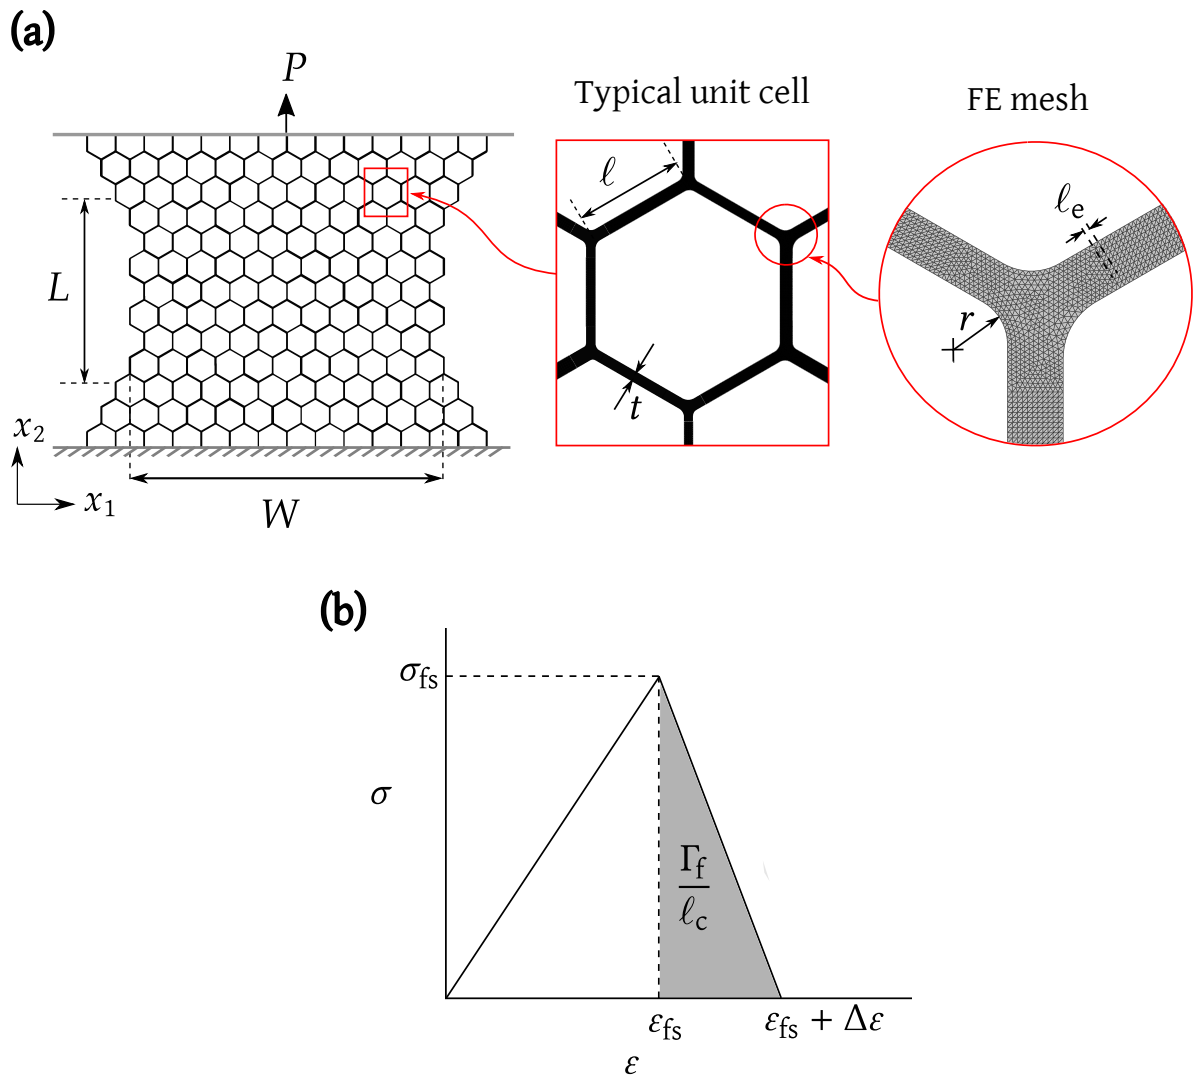 (a)
P
Typical unit cell
FE mesh
ℓ
ℓe
L
r
t
x2
x1
W
(b)
σfs
σ
Γf
ℓc
εfs
εfs + Δε
ε